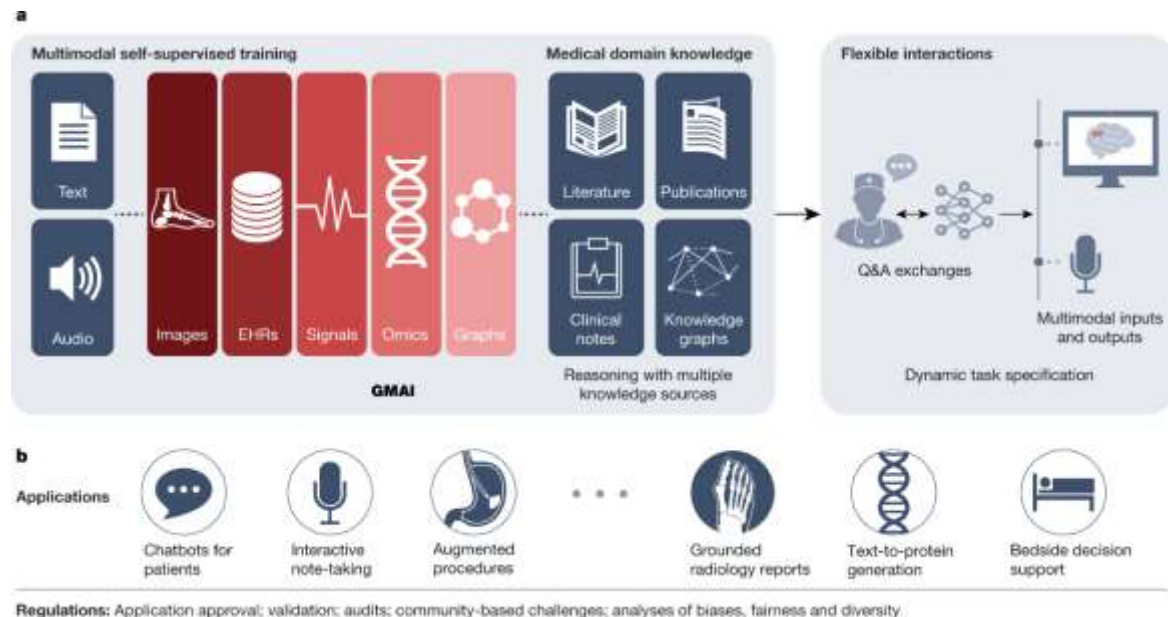 a
Multimodal self-supervised training
Medical domain knowledge
Flexible interactions
Text
Audio
Images
EHRs
Signals
Omics
Graphs
Literature
Publications
Clinical
notes
Knowledge
graphs
GMAI
Reasoning with multiple
knowledge sources
Q&A exchanges
Multimodal inputs
and outputs
Dynamic task specification
b
Applications
Chatbots for
patients
Interactive
note-taking
Augmented
procedures
Grounded
radiology reports
Text-to-protein
generation
Bedside decision
support
Regulations: Application approval; validation; audits; community-based challenges; analyses of biases, fairness and diversity